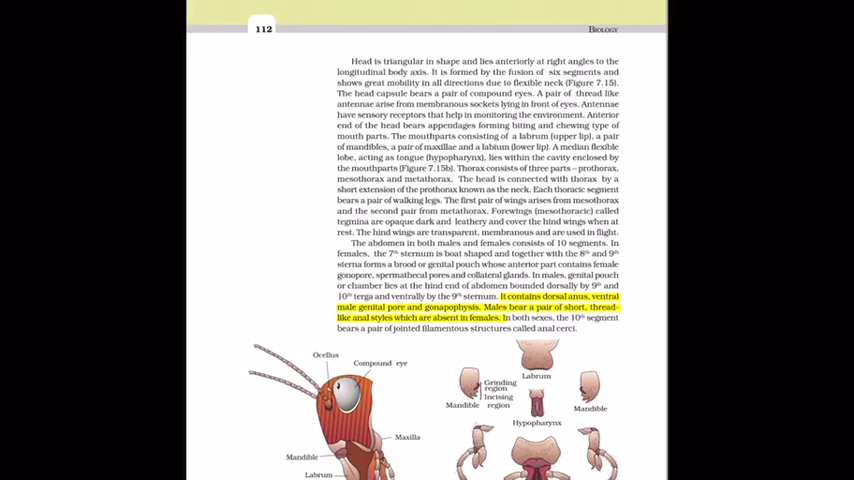 112
BIOLOGY
Head is triangular in shape and lies anteriorly at right angles to the
longitudinal body axis. It is formed by the fusion of six segments and
shows great mobility in all directions due to flexible neck (Figure 7.15).
The head capsule bears a pair of compound eyes. A pair of thread like
antennae arise from membranous sockets lying in front of eyes. Antennae
have sensory receptors that help in monitoring the environment. Anterior
end of the head bears appendages forming biting and chewing type of
mouth parts. The mouthparts consisting of a labrum (upper lip), a pair
of mandibles, a pair of maxillae and a labium (lower lip). A median flexible
lobe, acting as tongue (hypopharynx), lies within the cavity enclosed by
the mouthparts (Figure 7.15b). Thorax consists of three parts – prothorax,
mesothorax and metathorax. The head is connected with thorax by a
short extension of the prothorax known as the neck. Each thoracic segment
bears a pair of walking legs. The first pair of wings arises from mesothorax
and the second pair from metathorax. Forewings (mesothoracic) called
tegmina are opaque dark and leathery and cover the hind wings when at
rest. The hind wings are transparent, membranous and are used in flight.
The abdomen in both males and females consists of 10 segments. In
females, the 7th sternum is boat shaped and together with the 8th and 9th
sterna forms a brood or genital pouch whose anterior part contains female
gonopore, spermathecal pores and collateral glands. In males, genital pouch
or chamber lies at the hind end of abdomen bounded dorsally by 9th and
10th terga and ventrally by the 9th sternum. It contains dorsal anus, ventral
male genital pore and gonapophysis. Males bear a pair of short, thread-
like anal styles which are absent in females. In both sexes, the 10th segment
bears a pair of jointed filamentous structures called anal cerci.
Ocellus
Compound eye
Maxilla
Mandible
Labrum
Labrum
Grinding
region
Incising
region
Mandible
Mandible
Hypopharynx